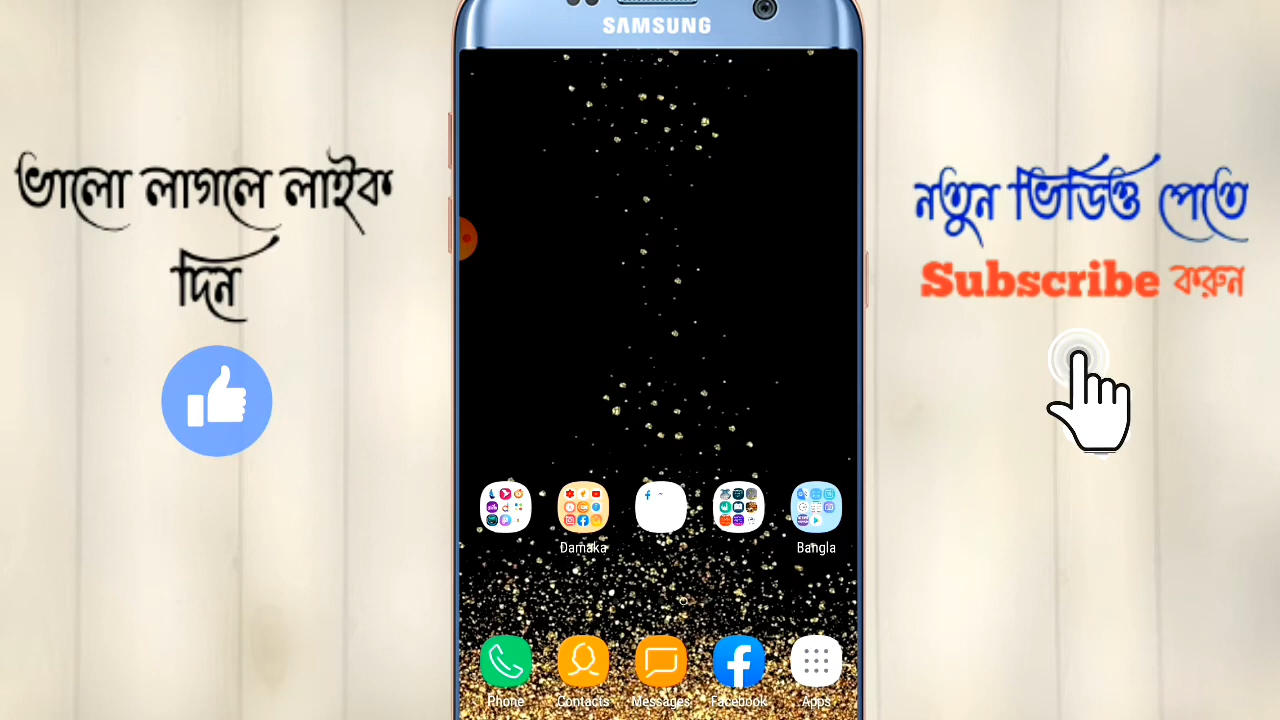 SAMSUNG
ভালো লাগলে লাইক
দিন
নতুন ভিডিও পেতে
Subscribe করুন
Damaka
Bangla
Phone
Contacts
Messages
Facebook
Apps